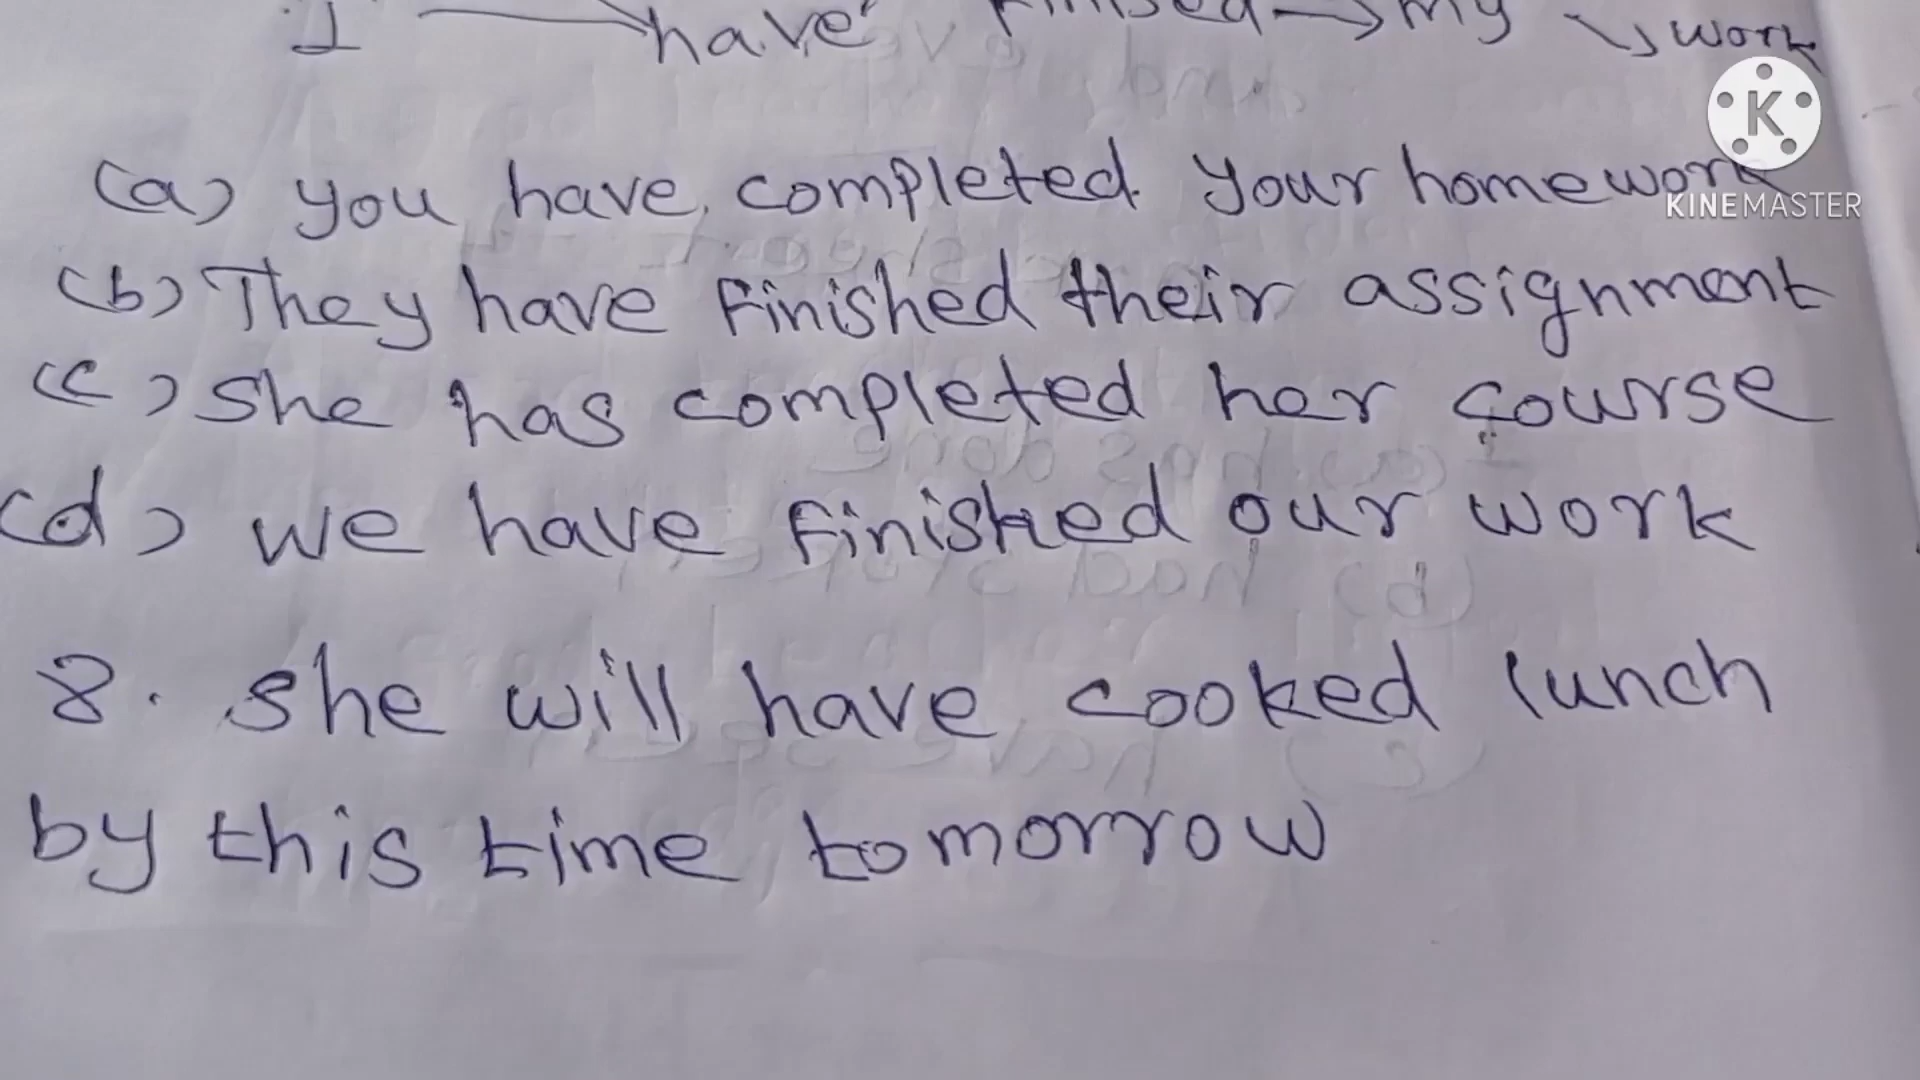 I have my work
(a) you have completed your homework
(b) They have finished their assignment
(c) she has completed her course
(d) we have finished our work
8. she will have cooked lunch
by this time tomorrow
K
KINEMASTER